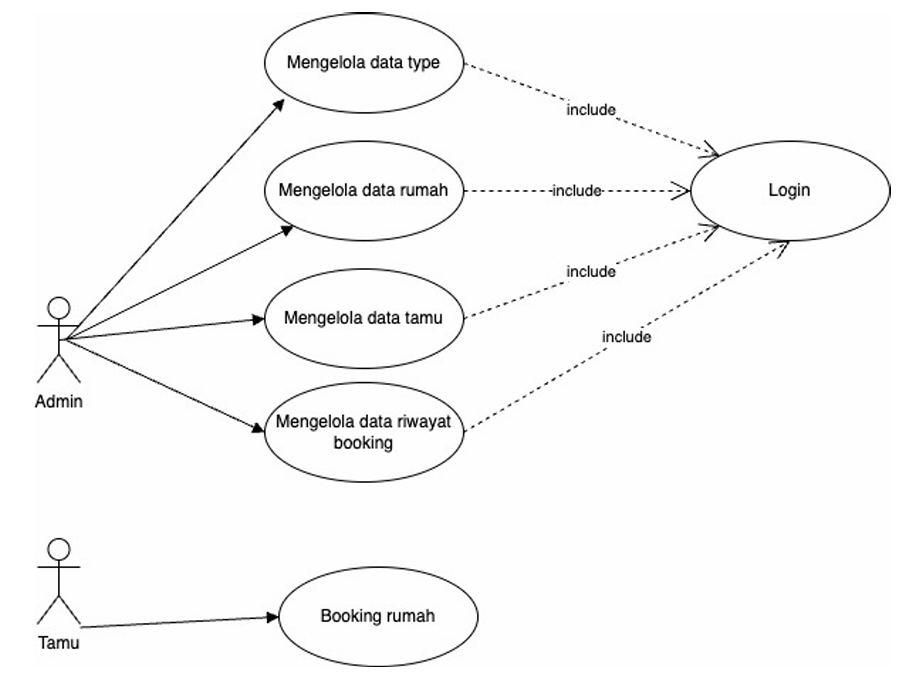 Mengelola data type
include
Mengelola data rumah
include
Login
include
Mengelola data tamu
include
Admin
Mengelola data riwayat
booking
Booking rumah
Tamu